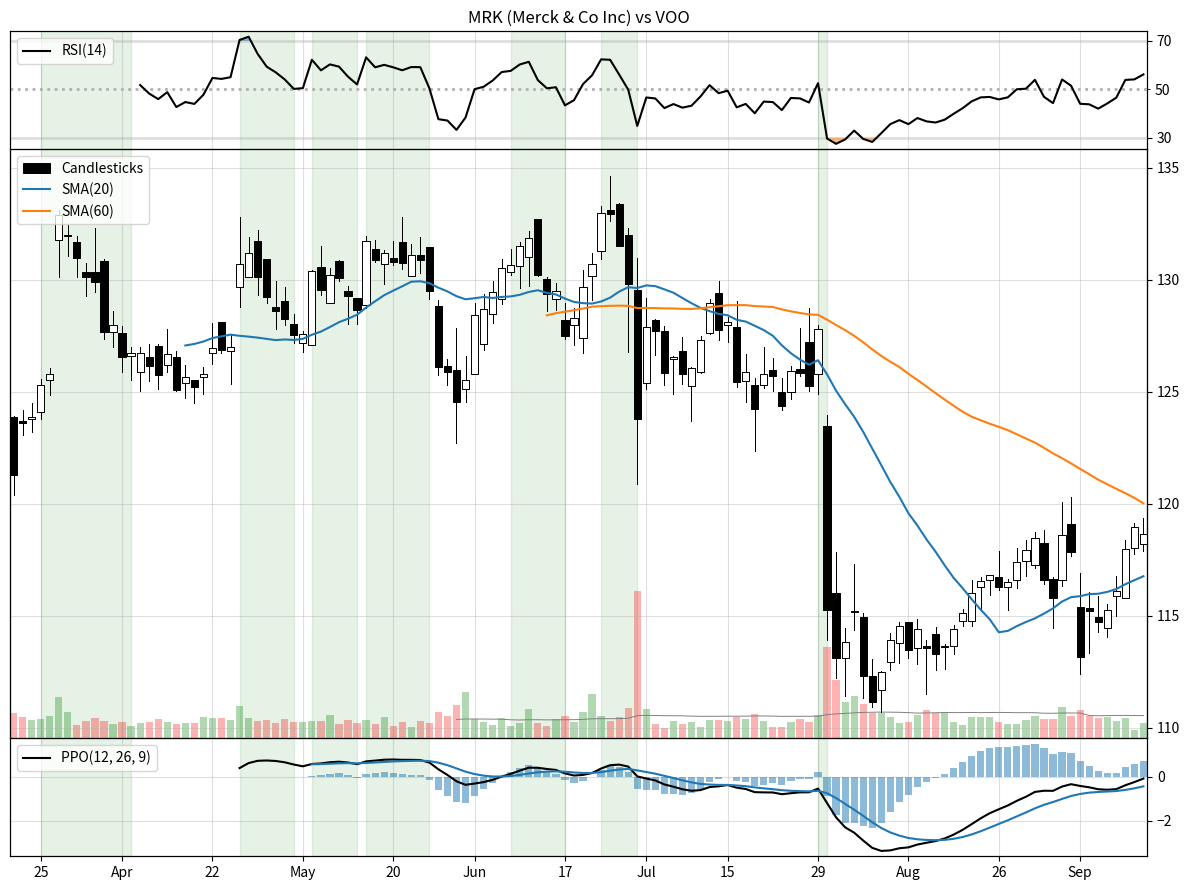 MRK (Merck & Co Inc) vs VOO
RSI(14)
70
50
30
Candlesticks
SMA(20)
SMA(60)
135
130
125
120
115
110
PPO(12, 26, 9)
0
−2
25 Apr 22 May 20 Jun 17 Jul 15 29 Aug 26 Sep